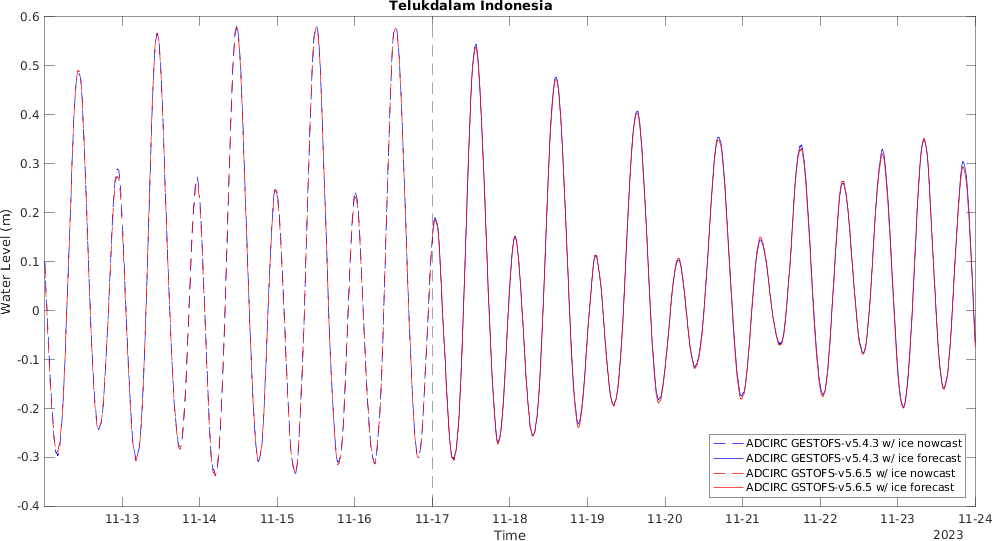 Telukdalam Indonesia
0.6
0.5
0.4
0.3
0.2
0.1
0
-0.1
-0.2
-0.3
-0.4
Water Level (m)
ADCIRC GESTOFS-v5.4.3 w/ ice nowcast
ADCIRC GESTOFS-v5.4.3 w/ ice forecast
ADCIRC GSTOFS-v5.6.5 w/ ice nowcast
ADCIRC GSTOFS-v5.6.5 w/ ice forecast
11-13 11-14 11-15 11-16 11-17 11-18 11-19 11-20 11-21 11-22 11-23 11-24
Time
2023